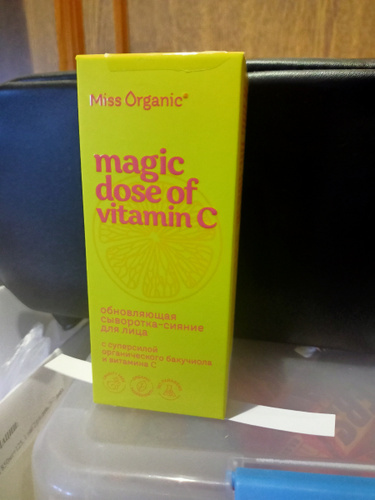 Miss Organic
magic
dose of
vitamin C
обновляющая
сыворотка-сияние
для лица
с суперсилой
органического бакучиола
и витамина С